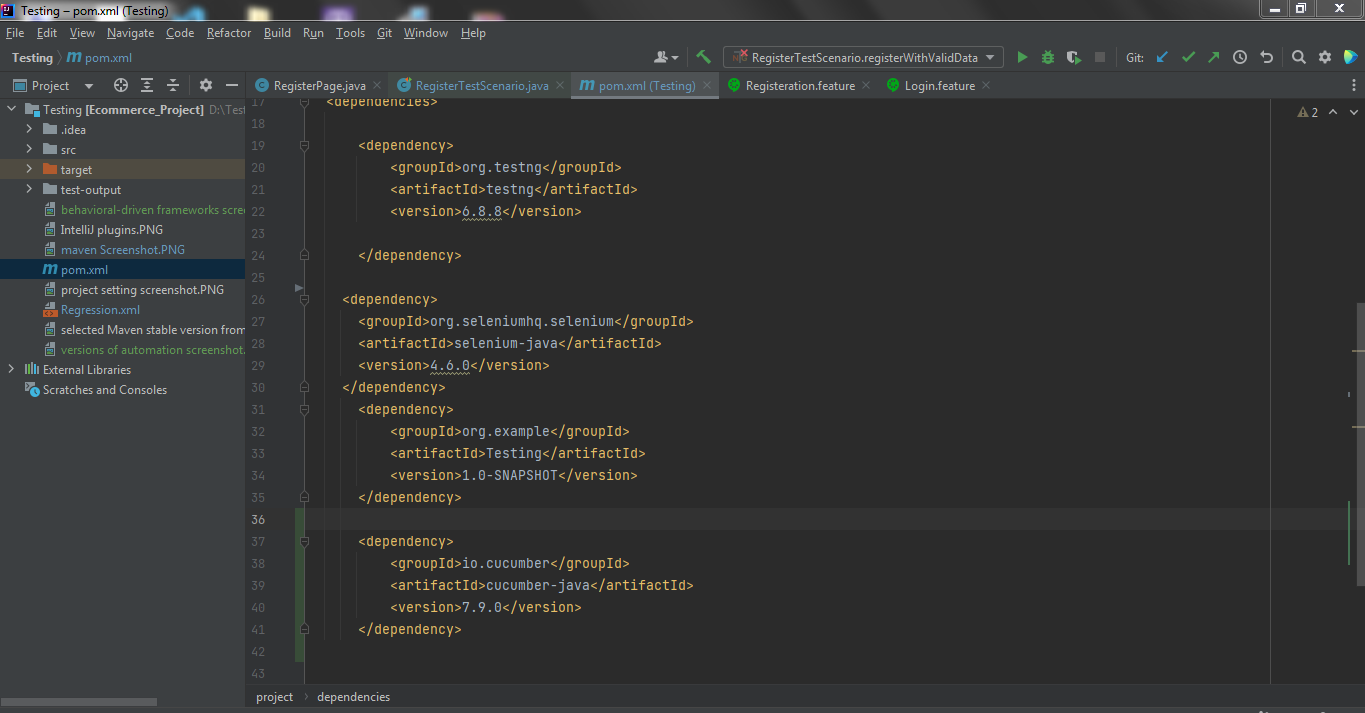 Testing – pom.xml (Testing)
File Edit View Navigate Code Refactor Build Run Tools Git Window Help
Testing pom.xml
RegisterTestScenario.registerWithValidData
Git:
Project
RegisterPage.java
RegisterTestScenario.java
pom.xml (Testing)
Registeration.feature
Login.feature
Testing [Ecommerce_Project] D:\Test
.idea
src
target
test-output
behavioral-driven frameworks scree
IntelliJ plugins.PNG
maven Screenshot.PNG
pom.xml
project setting screenshot.PNG
Regression.xml
selected Maven stable version from
versions of automation screenshot.
External Libraries
Scratches and Consoles
2
17 <dependencies>
18
19 <dependency>
20 <groupId>org.testng</groupId>
21 <artifactId>testng</artifactId>
22 <version>6.8.8</version>
23
24 </dependency>
25
26 <dependency>
27 <groupId>org.seleniumhq.selenium</groupId>
28 <artifactId>selenium-java</artifactId>
29 <version>4.6.0</version>
30 </dependency>
31 <dependency>
32 <groupId>org.example</groupId>
33 <artifactId>Testing</artifactId>
34 <version>1.0-SNAPSHOT</version>
35 </dependency>
36
37 <dependency>
38 <groupId>io.cucumber</groupId>
39 <artifactId>cucumber-java</artifactId>
40 <version>7.9.0</version>
41 </dependency>
42
43
project dependencies